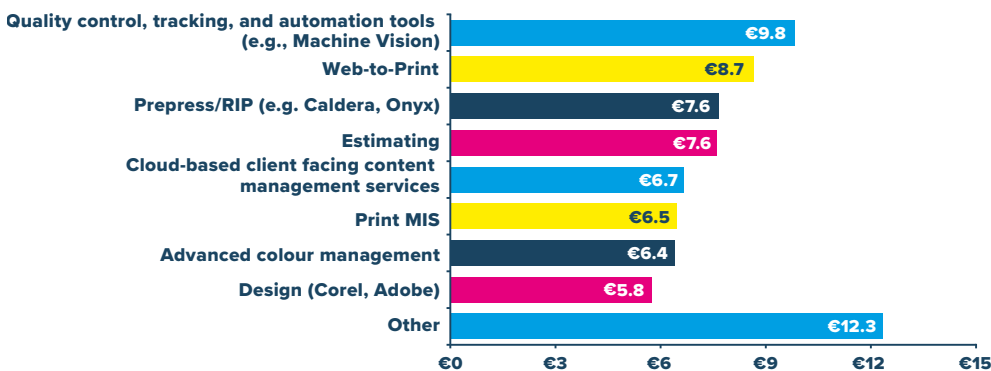 Quality control, tracking, and automation tools
(e.g., Machine Vision)
€9.8
Web-to-Print
€8.7
Prepress/RIP (e.g. Caldera, Onyx)
€7.6
Estimating
€7.6
Cloud-based client facing content
management services
€6.7
Print MIS
€6.5
Advanced colour management
€6.4
Design (Corel, Adobe)
€5.8
Other
€12.3
€0 €3 €6 €9 €12 €15